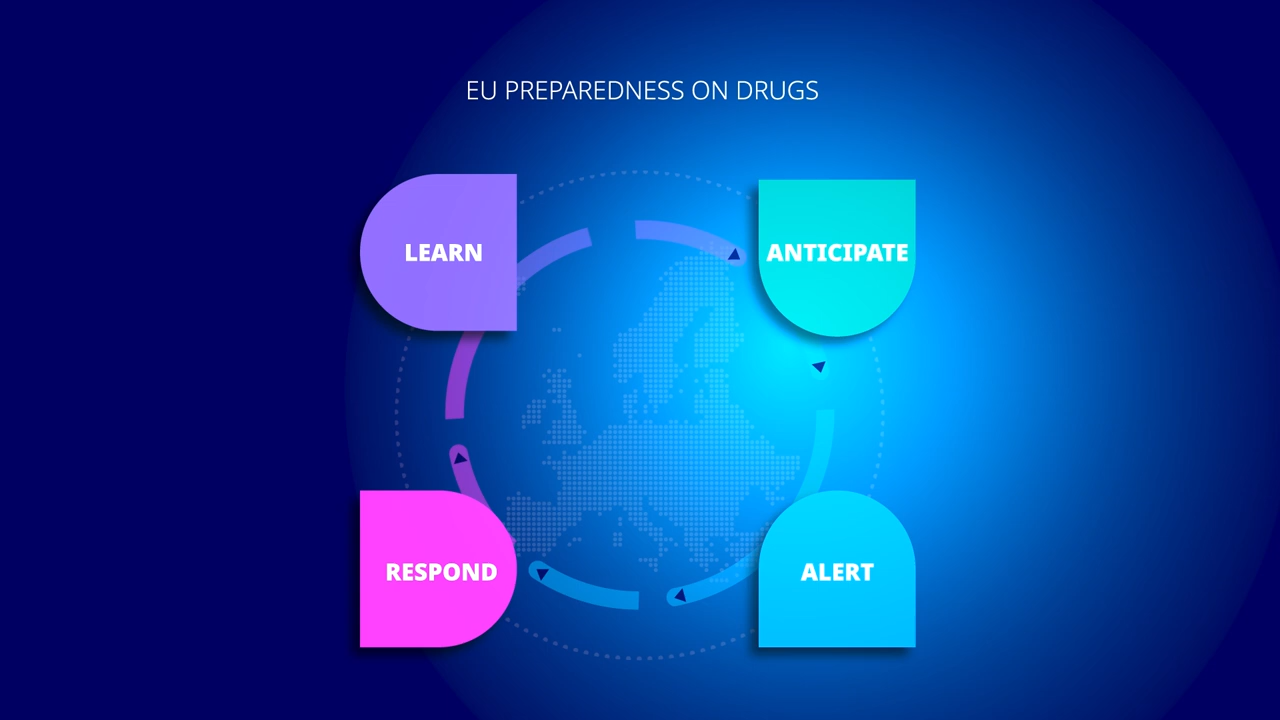 EU PREPAREDNESS ON DRUGS
LEARN
ANTICIPATE
RESPOND
ALERT